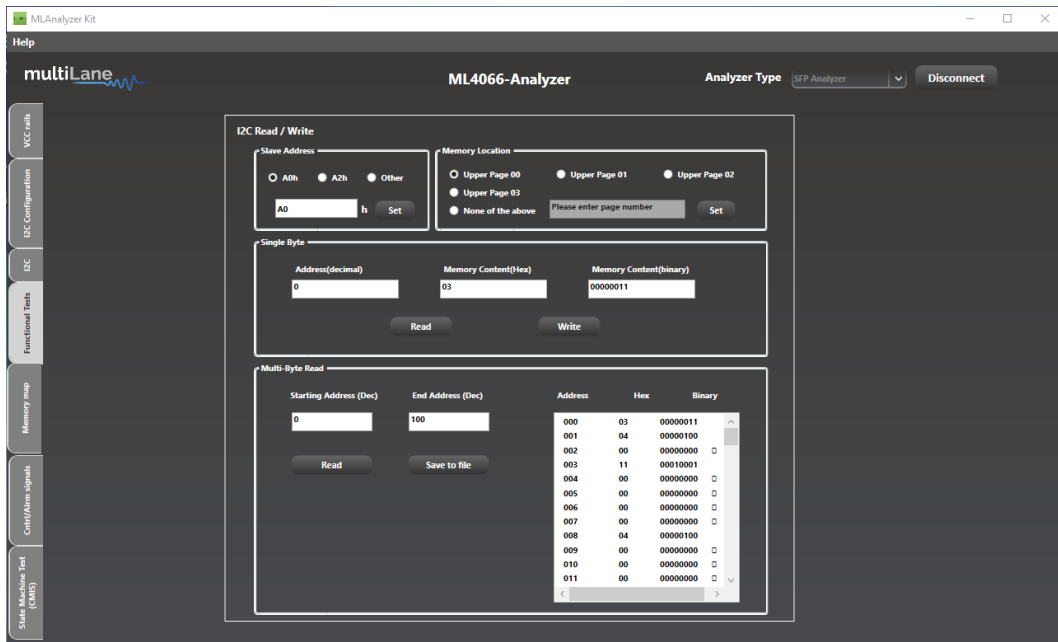 MLAnalyzer Kit
Help
multiLane
ML4066-Analyzer
Analyzer Type
SFP Analyzer
Disconnect
VCC rails
I2C Configuration
I2C
Functional Tests
Memory map
Cntrl/Alrm signals
State Machine Test
(CMIS)
I2C Read / Write
Slave Address
A0h A2h Other
A0 h Set
Memory Location
Upper Page 00 Upper Page 01 Upper Page 02
Upper Page 03
None of the above Please enter page number Set
Single Byte
Address(decimal) Memory Content(Hex) Memory Content(binary)
0 03 00000011
Read Write
Multi-Byte Read
Starting Address (Dec) End Address (Dec)
0 100
Read Save to file
Address Hex Binary
000 03 00000011
001 04 00000100
002 00 00000000
003 11 00010001
004 00 00000000
005 00 00000000
006 00 00000000
007 00 00000000
008 04 00000100
009 00 00000000
010 00 00000000
011 00 00000000